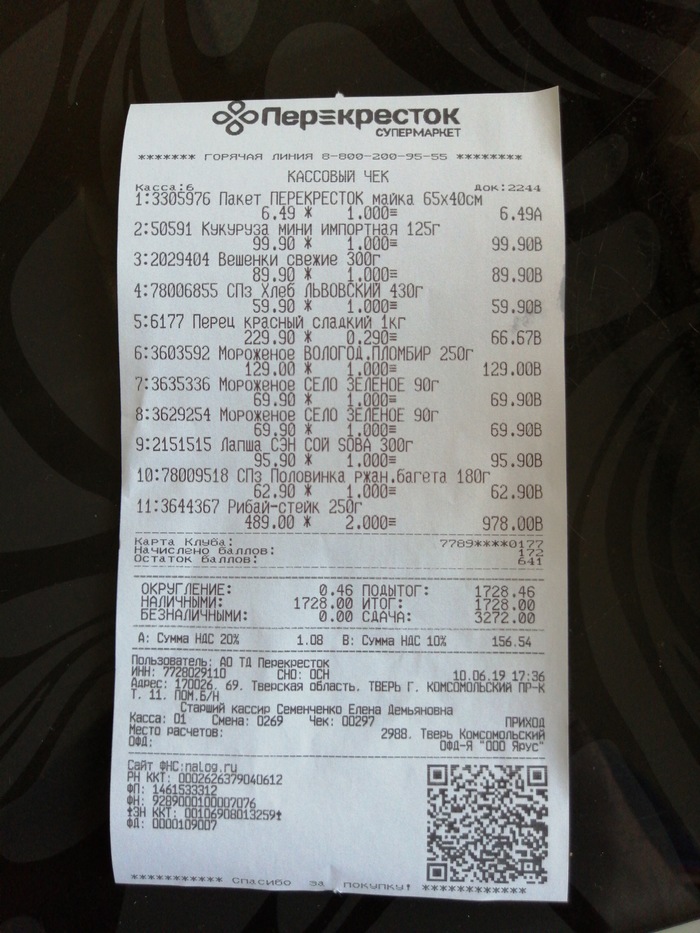 Перекресток
СУПЕРМАРКЕТ
******* ГОРЯЧАЯ ЛИНИЯ 8-800-200-95-55 ********
КАССОВЫЙ ЧЕК
Касса:6 Док:2244
1:3305976 Пакет ПЕРЕКРЕСТОК майка 65х40см
6.49 * 1.000= 6.49А
2:50591 Кукуруза мини импортная 125г
99.90 * 1.000= 99.90В
3:2029404 Вешенки свежие 300г
89.90 * 1.000= 89.90В
4:78006855 СПз Хлеб ЛЬВОВСКИЙ 430г
59.90 * 1.000= 59.90В
5:6177 Перец красный сладкий 1кг
229.90 * 0.290= 66.67В
6:3603592 Мороженое ВОЛОГОД.ПЛОМБИР 250г
129.00 * 1.000= 129.00В
7:3635336 Мороженое СЕЛО ЗЕЛЕНОЕ 90г
69.90 * 1.000= 69.90В
8:3629254 Мороженое СЕЛО ЗЕЛЕНОЕ 90г
69.90 * 1.000= 69.90В
9:2151515 Лапша СЭН СОЙ SOBA 300г
95.90 * 1.000= 95.90В
10:78009518 СПз Половинка ржан.багета 180г
62.90 * 1.000= 62.90В
11:3644367 Рибай-стейк 250г
489.00 * 2.000= 978.00В
Карта Клуба: 7789****0177
Начислено баллов: 172
Остаток баллов: 641
ОКРУГЛЕНИЕ: 0.46 ПОДЫТОГ: 1728.46
НАЛИЧНЫМИ: 1728.00 ИТОГ: 1728.00
БЕЗНАЛИЧНЫМИ: 0.00 СДАЧА: 3272.00
А: Сумма НДС 20% 1.08 В: Сумма НДС 10% 156.54
Пользователь: АО ТД Перекресток
ИНН: 7728029110 СНО: ОСН 10.06.19 17:36
Адрес: 170026, 69, Тверская область, ТВЕРЬ Г, КОМСОМОЛЬСКИЙ ПР-К
Т, 11, ПОМ.Б/Н
Старший кассир Семенченко Елена Демьяновна
Касса: 01 Смена: 0269 Чек: 00297 ПРИХОД
Место расчетов: 2988, Тверь Комсомольский
ОФД: ОФД-Я "ООО Ярус"
Сайт ФНС:nalog.ru
РН ККТ: 0002626379040612
ФП: 1461533312
ФН: 9289000100007076
ЗН ККТ: 00106908013259
ФД: 0000109007
*********** Спасибо за покупку! ************